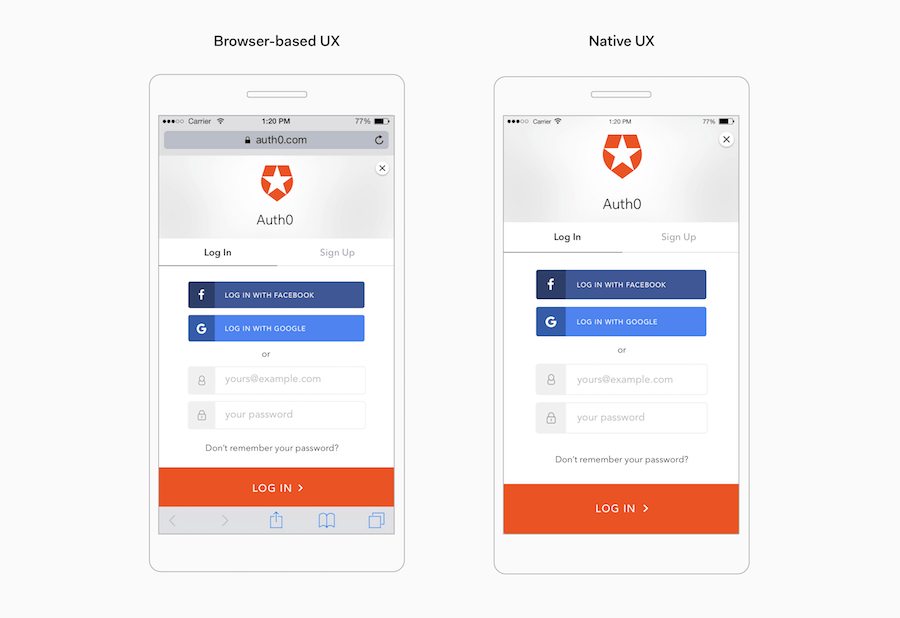 Browser-based UX
Carrier 1:20 PM 77%
auth0.com
Auth0
Log In Sign Up
f LOG IN WITH FACEBOOK
G LOG IN WITH GOOGLE
or
yours@example.com
your password
Don't remember your password?
LOG IN >
Native UX
Carrier 1:20 PM 77%
Auth0
Log In Sign Up
f LOG IN WITH FACEBOOK
G LOG IN WITH GOOGLE
or
yours@example.com
your password
Don't remember your password?
LOG IN >